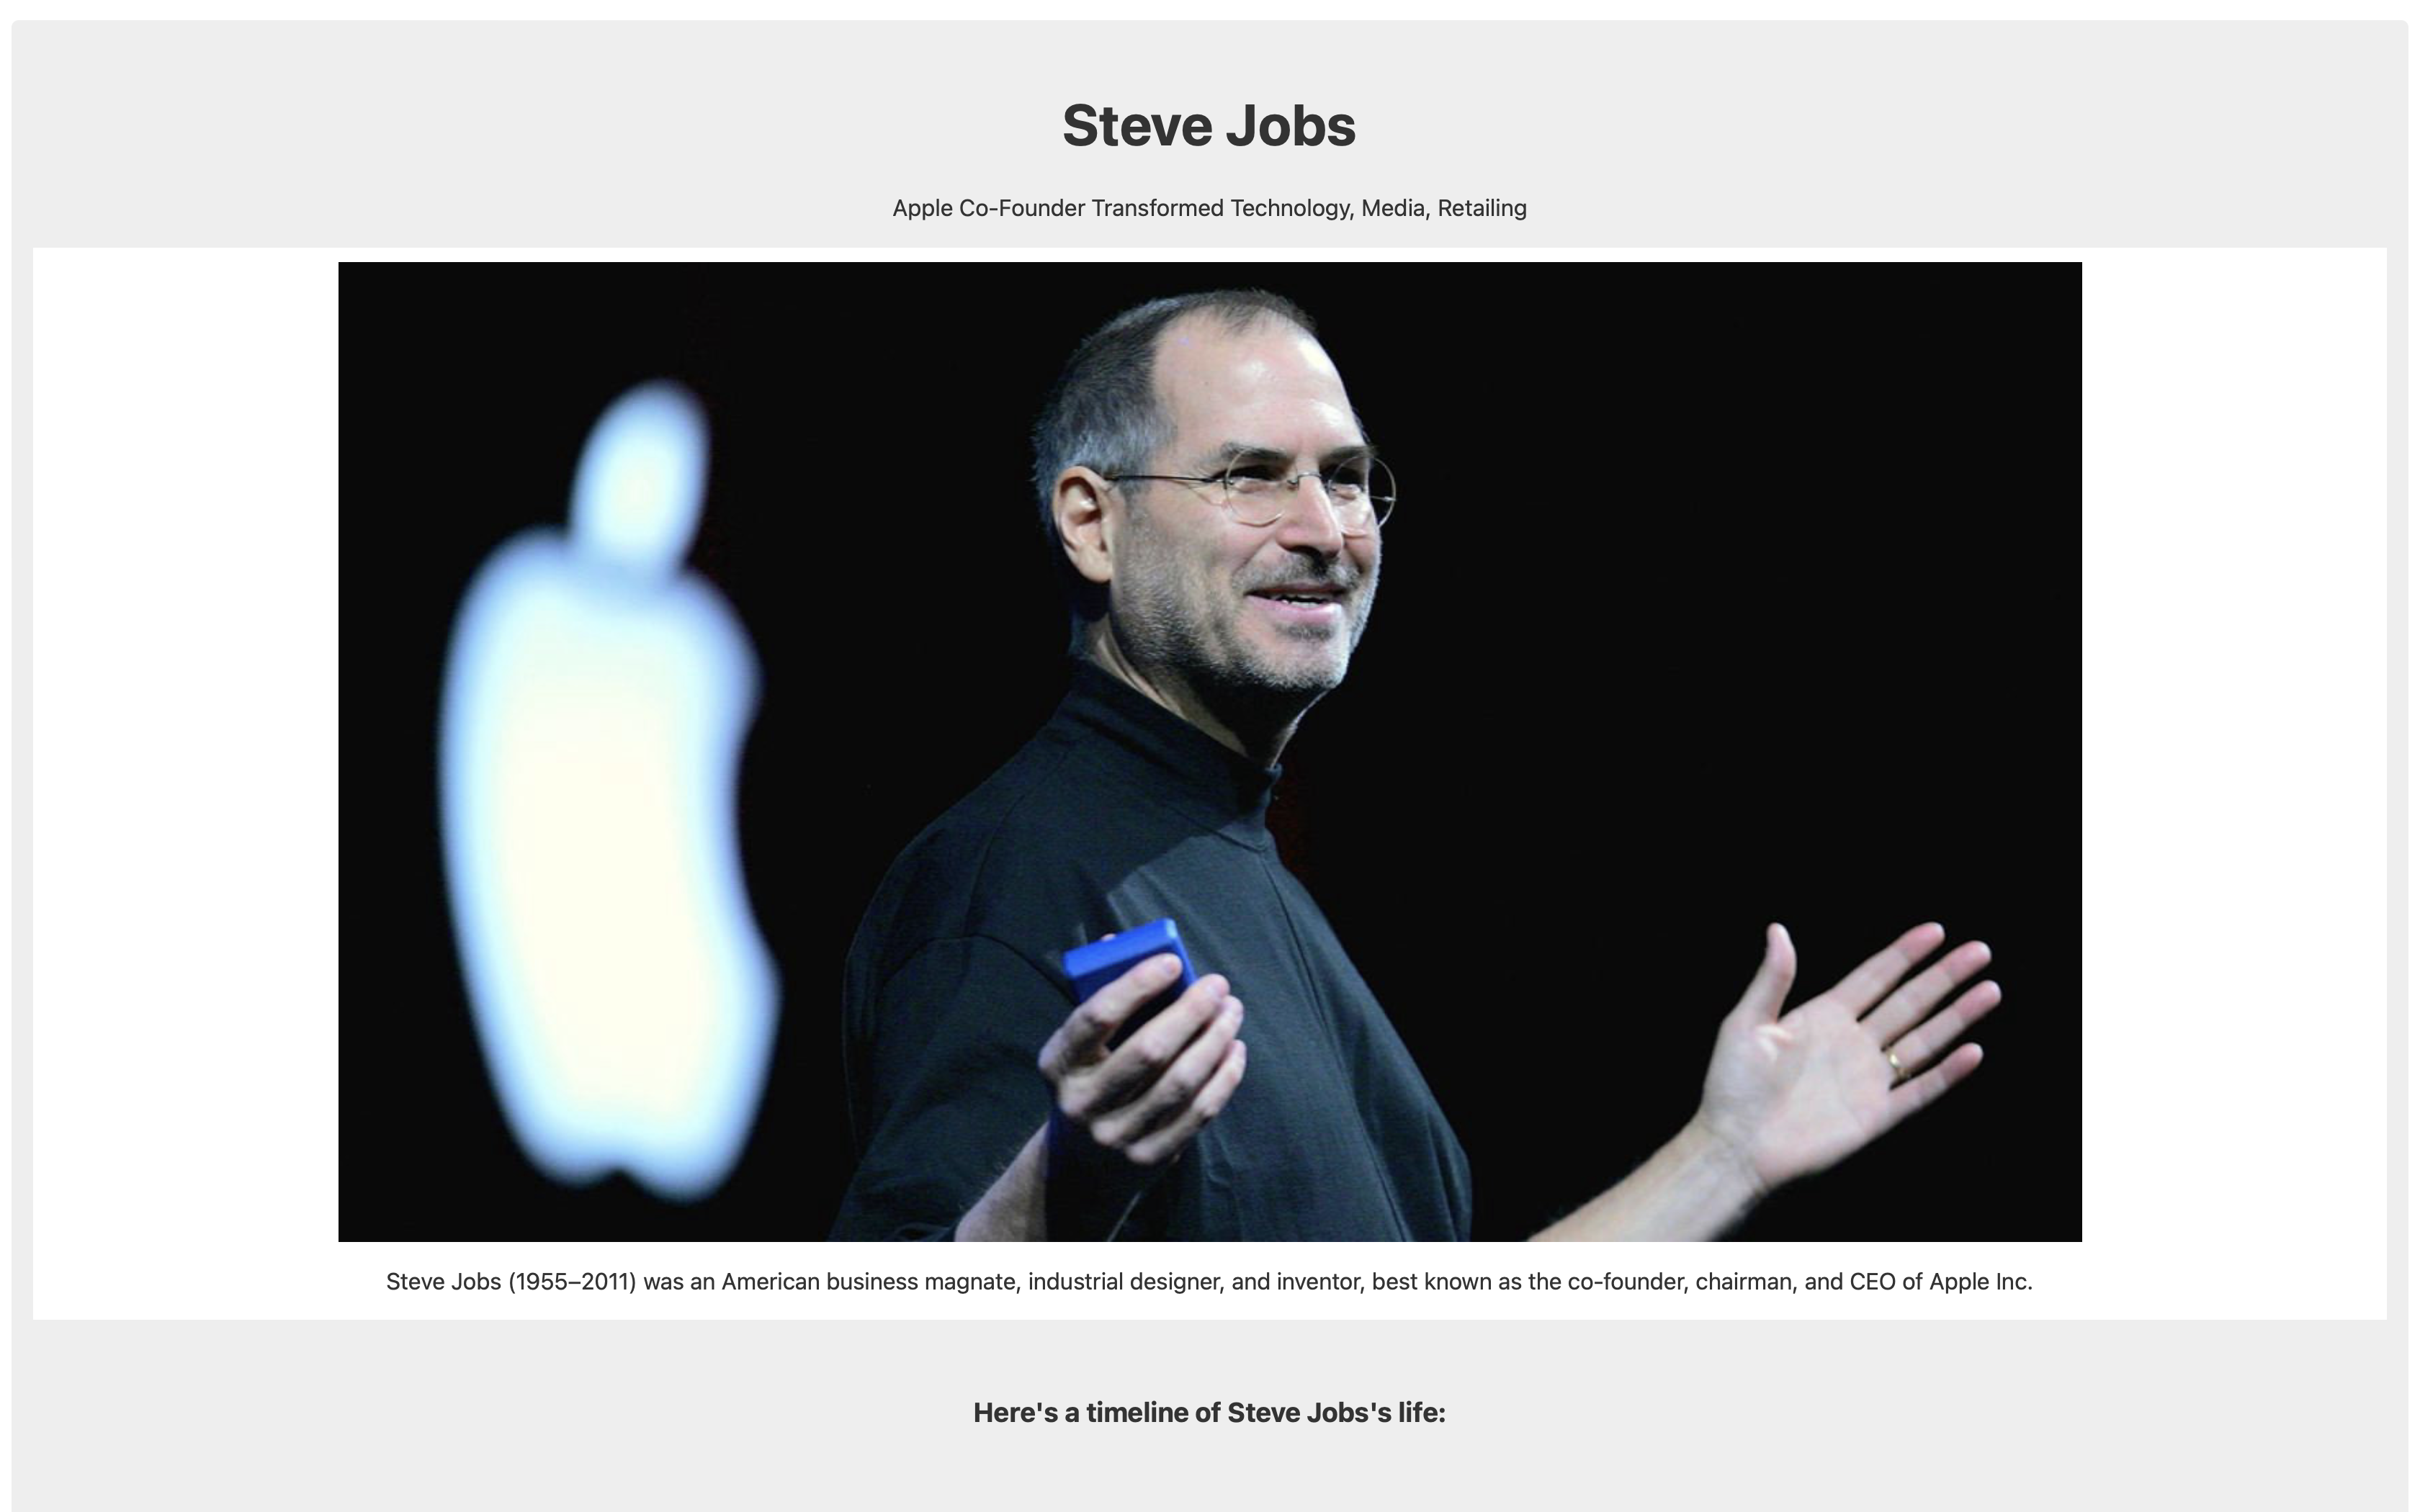 Steve Jobs
Apple Co-Founder Transformed Technology, Media, Retailing
Steve Jobs (1955–2011) was an American business magnate, industrial designer, and inventor, best known as the co-founder, chairman, and CEO of Apple Inc.
Here's a timeline of Steve Jobs's life: